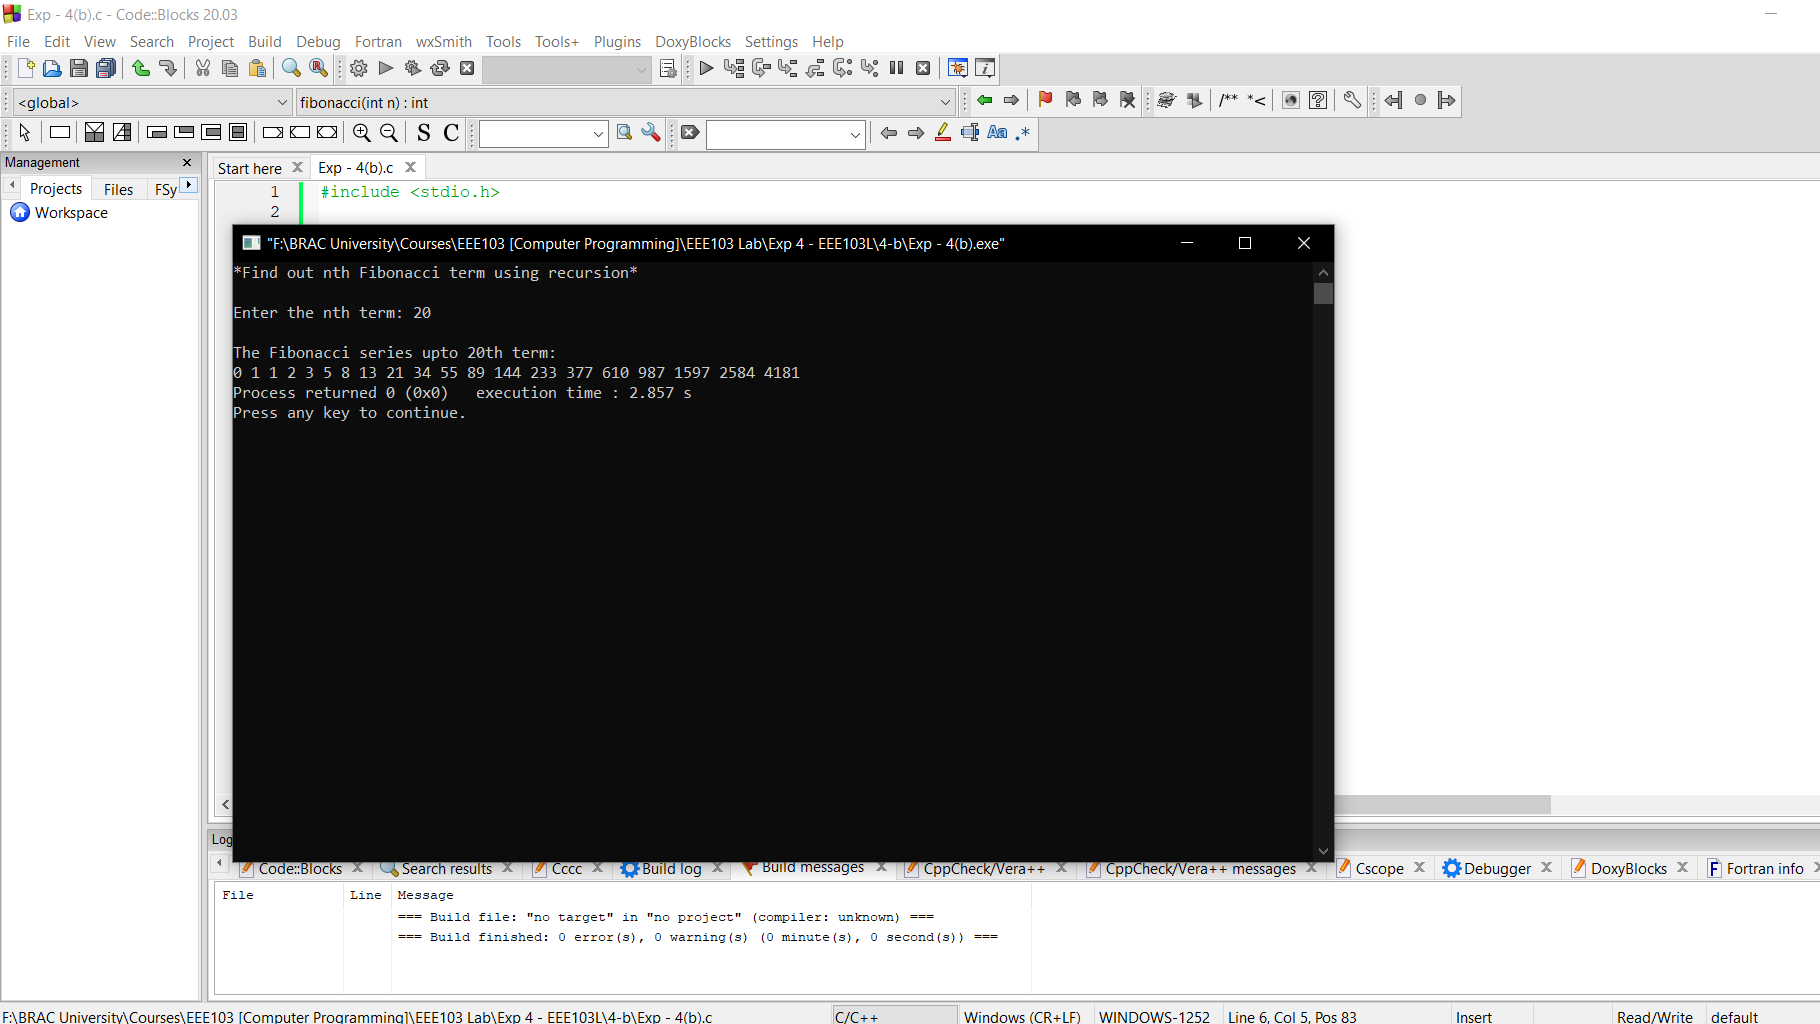 Exp - 4(b).c - Code::Blocks 20.03
File Edit View Search Project Build Debug Fortran wxSmith Tools Tools+ Plugins DoxyBlocks Settings Help
<global> fibonacci(int n) : int
/** *<
S C Aa .*
Management
Start here Exp - 4(b).c
Projects Files FSy
Workspace
1 #include <stdio.h>
2
"F:\BRAC University\Courses\EEE103 [Computer Programming]\EEE103 Lab\Exp 4 - EEE103L\4-b\Exp - 4(b).exe"
*Find out nth Fibonacci term using recursion*
Enter the nth term: 20
The Fibonacci series upto 20th term:
0 1 1 2 3 5 8 13 21 34 55 89 144 233 377 610 987 1597 2584 4181
Process returned 0 (0x0)   execution time : 2.857 s
Press any key to continue.
Log
Code::Blocks Search results Cccc Build log Build messages CppCheck/Vera++ CppCheck/Vera++ messages Cscope Debugger DoxyBlocks Fortran info
File Line Message
=== Build file: "no target" in "no project" (compiler: unknown) ===
=== Build finished: 0 error(s), 0 warning(s) (0 minute(s), 0 second(s)) ===
F:\BRAC University\Courses\EEE103 [Computer Programming]\EEE103 Lab\Exp 4 - EEE103L\4-b\Exp - 4(b).c C/C++ Windows (CR+LF) WINDOWS-1252 Line 6, Col 5, Pos 83 Insert Read/Write default